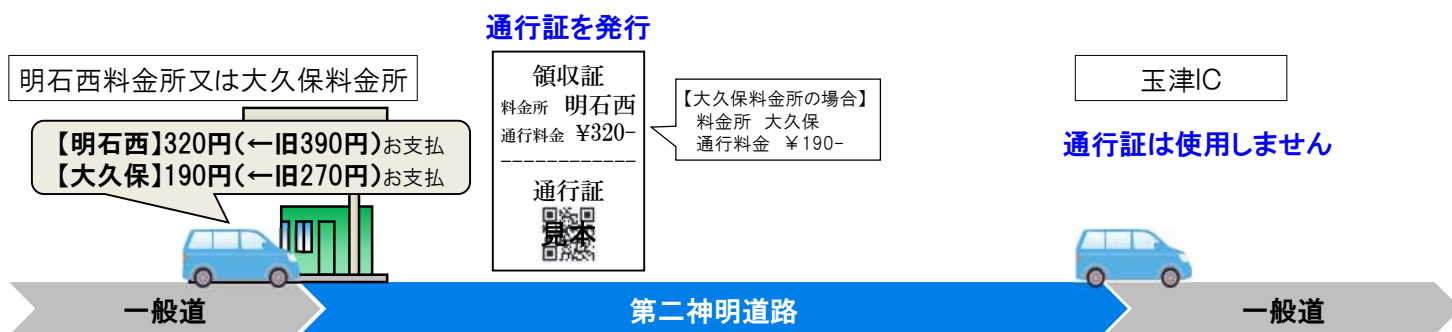 通行証を発行
明石西料金所又は大久保料金所
【明石西】320円(←旧390円)お支払
【大久保】190円(←旧270円)お支払
領収証
料金所 明石西
通行料金 ¥320-
------------
通行証
見本
【大久保料金所の場合】
料金所 大久保
通行料金 ¥190-
玉津IC
通行証は使用しません
一般道
第二神明道路
一般道